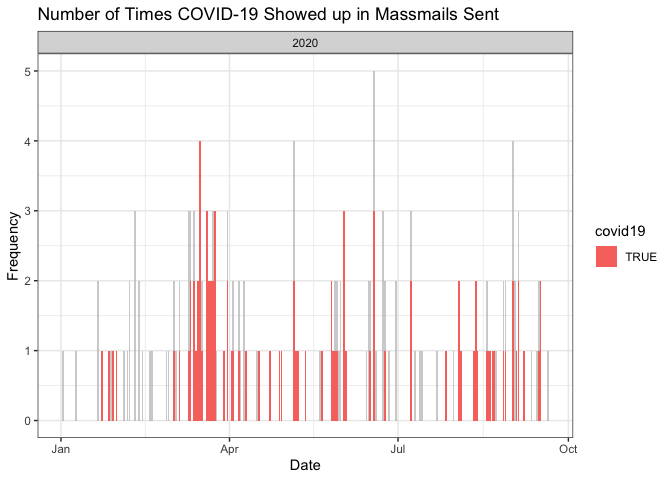 Number of Times COVID-19 Showed up in Massmails Sent
2020
5
4
3
2
1
0
Frequency
Jan
Apr
Jul
Oct
Date
covid19
TRUE